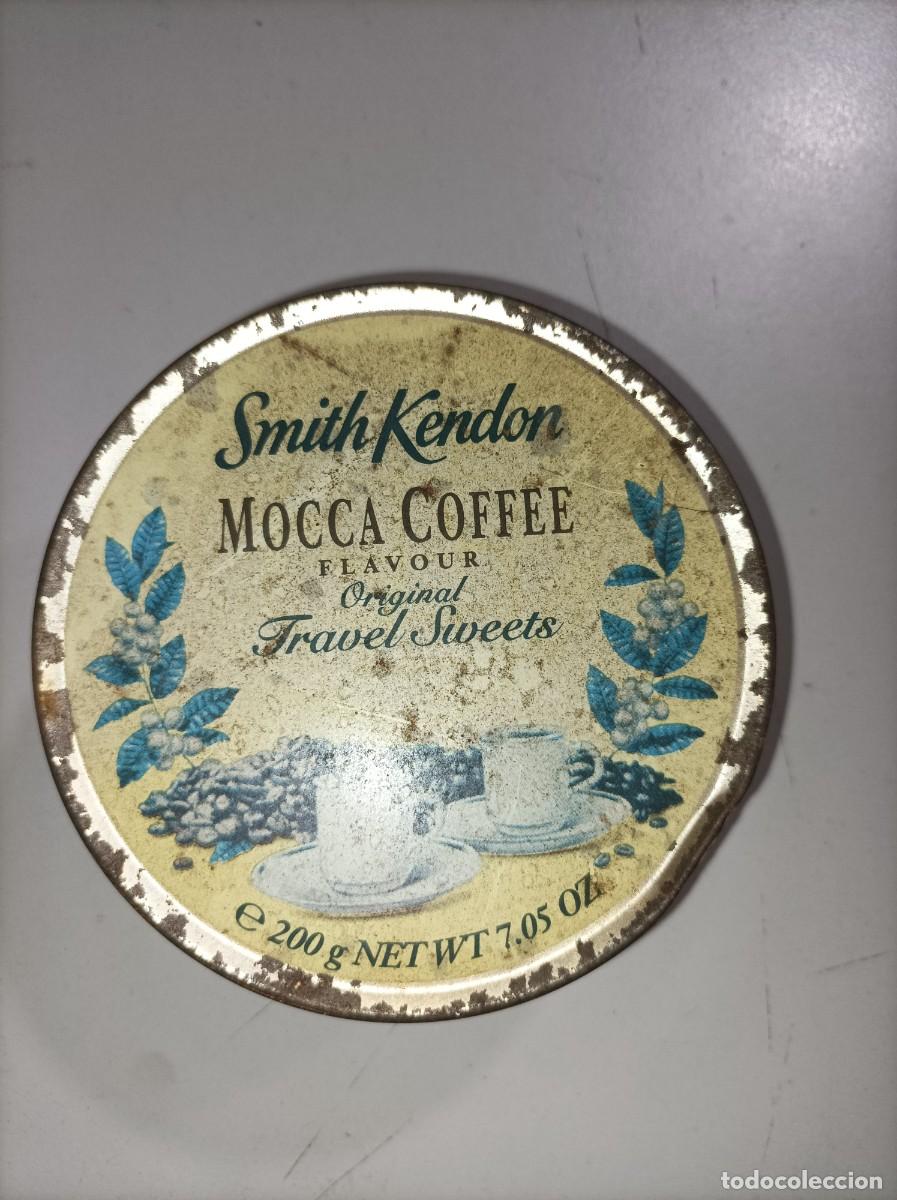 Smith Kendon
MOCCA COFFEE
FLAVOUR
Original
Travel Sweets
℮ 200 g NET WT 7.05 OZ
todocoleccion